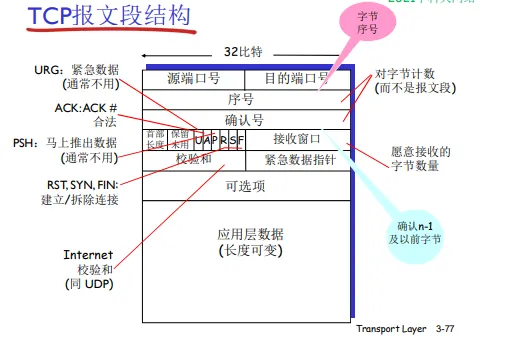 TCP报文段结构
字节
序号
32比特
URG: 紧急数据
(通常不用)
ACK:ACK #
合法
PSH: 马上推出数据
(通常不用)
RST, SYN, FIN:
建立/拆除连接
Internet
校验和
(同 UDP)
源端口号 目的端口号
序号
确认号
首部
长度
保留
未用
U A P R S F
接收窗口
校验和 紧急数据指针
可选项
应用层数据
(长度可变)
对字节计数
(而不是报文段)
愿意接收的
字节数量
确认n-1
及以前字节
Transport Layer 3-77